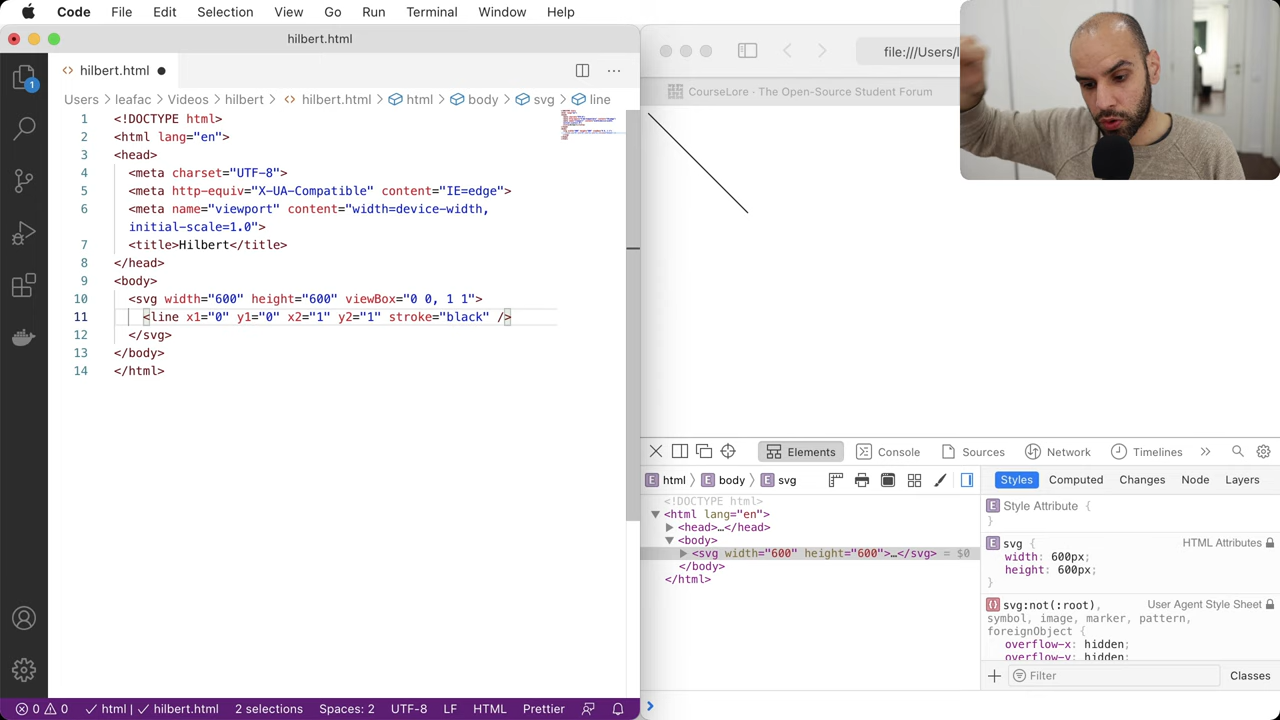 Code File Edit Selection View Go Run Terminal Window Help
hilbert.html
hilbert.html
Users leafac Videos hilbert hilbert.html html body svg line
1 <!DOCTYPE html>
2 <html lang="en">
3 <head>
4 <meta charset="UTF-8">
5 <meta http-equiv="X-UA-Compatible" content="IE=edge">
6 <meta name="viewport" content="width=device-width,
initial-scale=1.0">
7 <title>Hilbert</title>
8 </head>
9 <body>
10 <svg width="600" height="600" viewBox="0 0, 1 1">
11 <line x1="0" y1="0" x2="1" y2="1" stroke="black" />
12 </svg>
13 </body>
14 </html>
1
0 0 html | hilbert.html 2 selections Spaces: 2 UTF-8 LF HTML Prettier
file:///Users/l
CourseLore · The Open-Source Student Forum
Elements Console Sources Network Timelines
E html E body E svg
Styles Computed Changes Node Layers
<!DOCTYPE html>
<html lang="en">
<head>…</head>
<body>
<svg width="600" height="600">…</svg> = $0
</body>
</html>
E Style Attribute {
}
E svg { HTML Attributes
width: 600px;
height: 600px;
}
svg:not(:root), User Agent Style Sheet
symbol, image, marker, pattern,
foreignObject {
overflow-x: hidden;
overflow-y: hidden;
Filter Classes